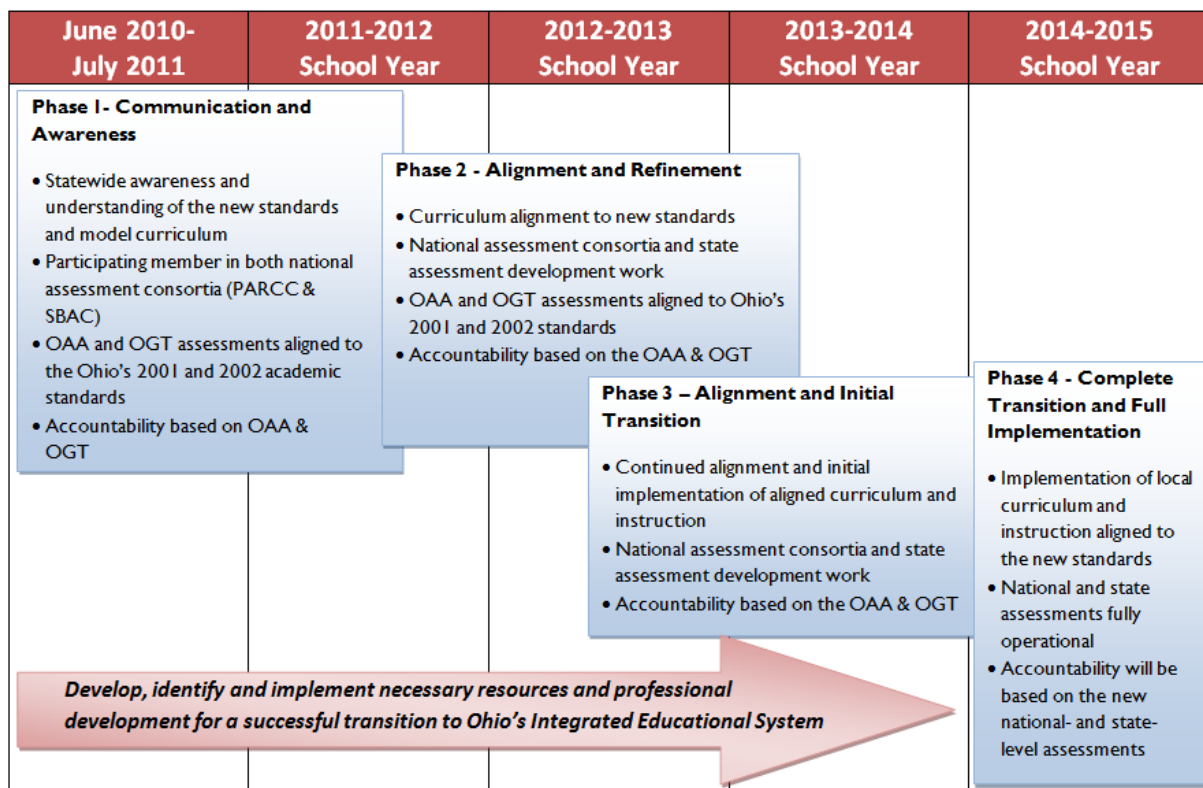 June 2010-
July 2011
2011-2012
School Year
2012-2013
School Year
2013-2014
School Year
2014-2015
School Year
Phase 1- Communication and
Awareness
• Statewide awareness and
understanding of the new standards
and model curriculum
• Participating member in both national
assessment consortia (PARCC &
SBAC)
• OAA and OGT assessments aligned to
the Ohio's 2001 and 2002 academic
standards
• Accountability based on OAA &
OGT
Phase 2 - Alignment and Refinement
• Curriculum alignment to new standards
• National assessment consortia and state
assessment development work
• OAA and OGT assessments aligned to Ohio's
2001 and 2002 standards
• Accountability based on the OAA & OGT
Phase 3 – Alignment and Initial
Transition
• Continued alignment and initial
implementation of aligned curriculum and
instruction
• National assessment consortia and state
assessment development work
• Accountability based on the OAA & OGT
Phase 4 - Complete
Transition and Full
Implementation
• Implementation of local
curriculum and
instruction aligned to
the new standards
• National and state
assessments fully
operational
• Accountability will be
based on the new
national- and state-
level assessments
Develop, identify and implement necessary resources and professional
development for a successful transition to Ohio's Integrated Educational System